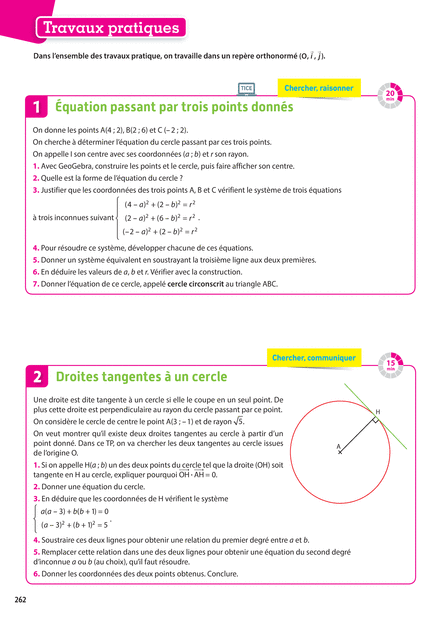 Travaux pratiques
Dans l'ensemble des travaux pratique, on travaille dans un repère orthonormé (O, i⃗ , j⃗).
TICE
Chercher, raisonner
20
min
1 Équation passant par trois points donnés
On donne les points A(4 ; 2), B(2 ; 6) et C (– 2 ; 2).
On cherche à déterminer l'équation du cercle passant par ces trois points.
On appelle I son centre avec ses coordonnées (a ; b) et r son rayon.
1. Avec GeoGebra, construire les points et le cercle, puis faire afficher son centre.
2. Quelle est la forme de l'équation du cercle ?
3. Justifier que les coordonnées des trois points A, B et C vérifient le système de trois équations
(4 – a)² + (2 – b)² = r²
à trois inconnues suivant { (2 – a)² + (6 – b)² = r² .
(–2 – a)² + (2 – b)² = r²
4. Pour résoudre ce système, développer chacune de ces équations.
5. Donner un système équivalent en soustrayant la troisième ligne aux deux premières.
6. En déduire les valeurs de a, b et r. Vérifier avec la construction.
7. Donner l'équation de ce cercle, appelé cercle circonscrit au triangle ABC.
Chercher, communiquer
15
min
2 Droites tangentes à un cercle
Une droite est dite tangente à un cercle si elle le coupe en un seul point. De
plus cette droite est perpendiculaire au rayon du cercle passant par ce point.
On considère le cercle de centre le point A(3 ; – 1) et de rayon √5.
On veut montrer qu'il existe deux droites tangentes au cercle à partir d'un
point donné. Dans ce TP, on va chercher les deux tangentes au cercle issues
de l'origine O.
1. Si on appelle H(a ; b) un des deux points du cercle tel que la droite (OH) soit
tangente en H au cercle, expliquer pourquoi OH⃗ · AH⃗ = 0.
2. Donner une équation du cercle.
3. En déduire que les coordonnées de H vérifient le système
{ a(a – 3) + b(b + 1) = 0
(a – 3)² + (b + 1)² = 5 .
4. Soustraire ces deux lignes pour obtenir une relation du premier degré entre a et b.
5. Remplacer cette relation dans une des deux lignes pour obtenir une équation du second degré
d'inconnue a ou b (au choix), qu'il faut résoudre.
6. Donner les coordonnées des deux points obtenus. Conclure.
H
A
262